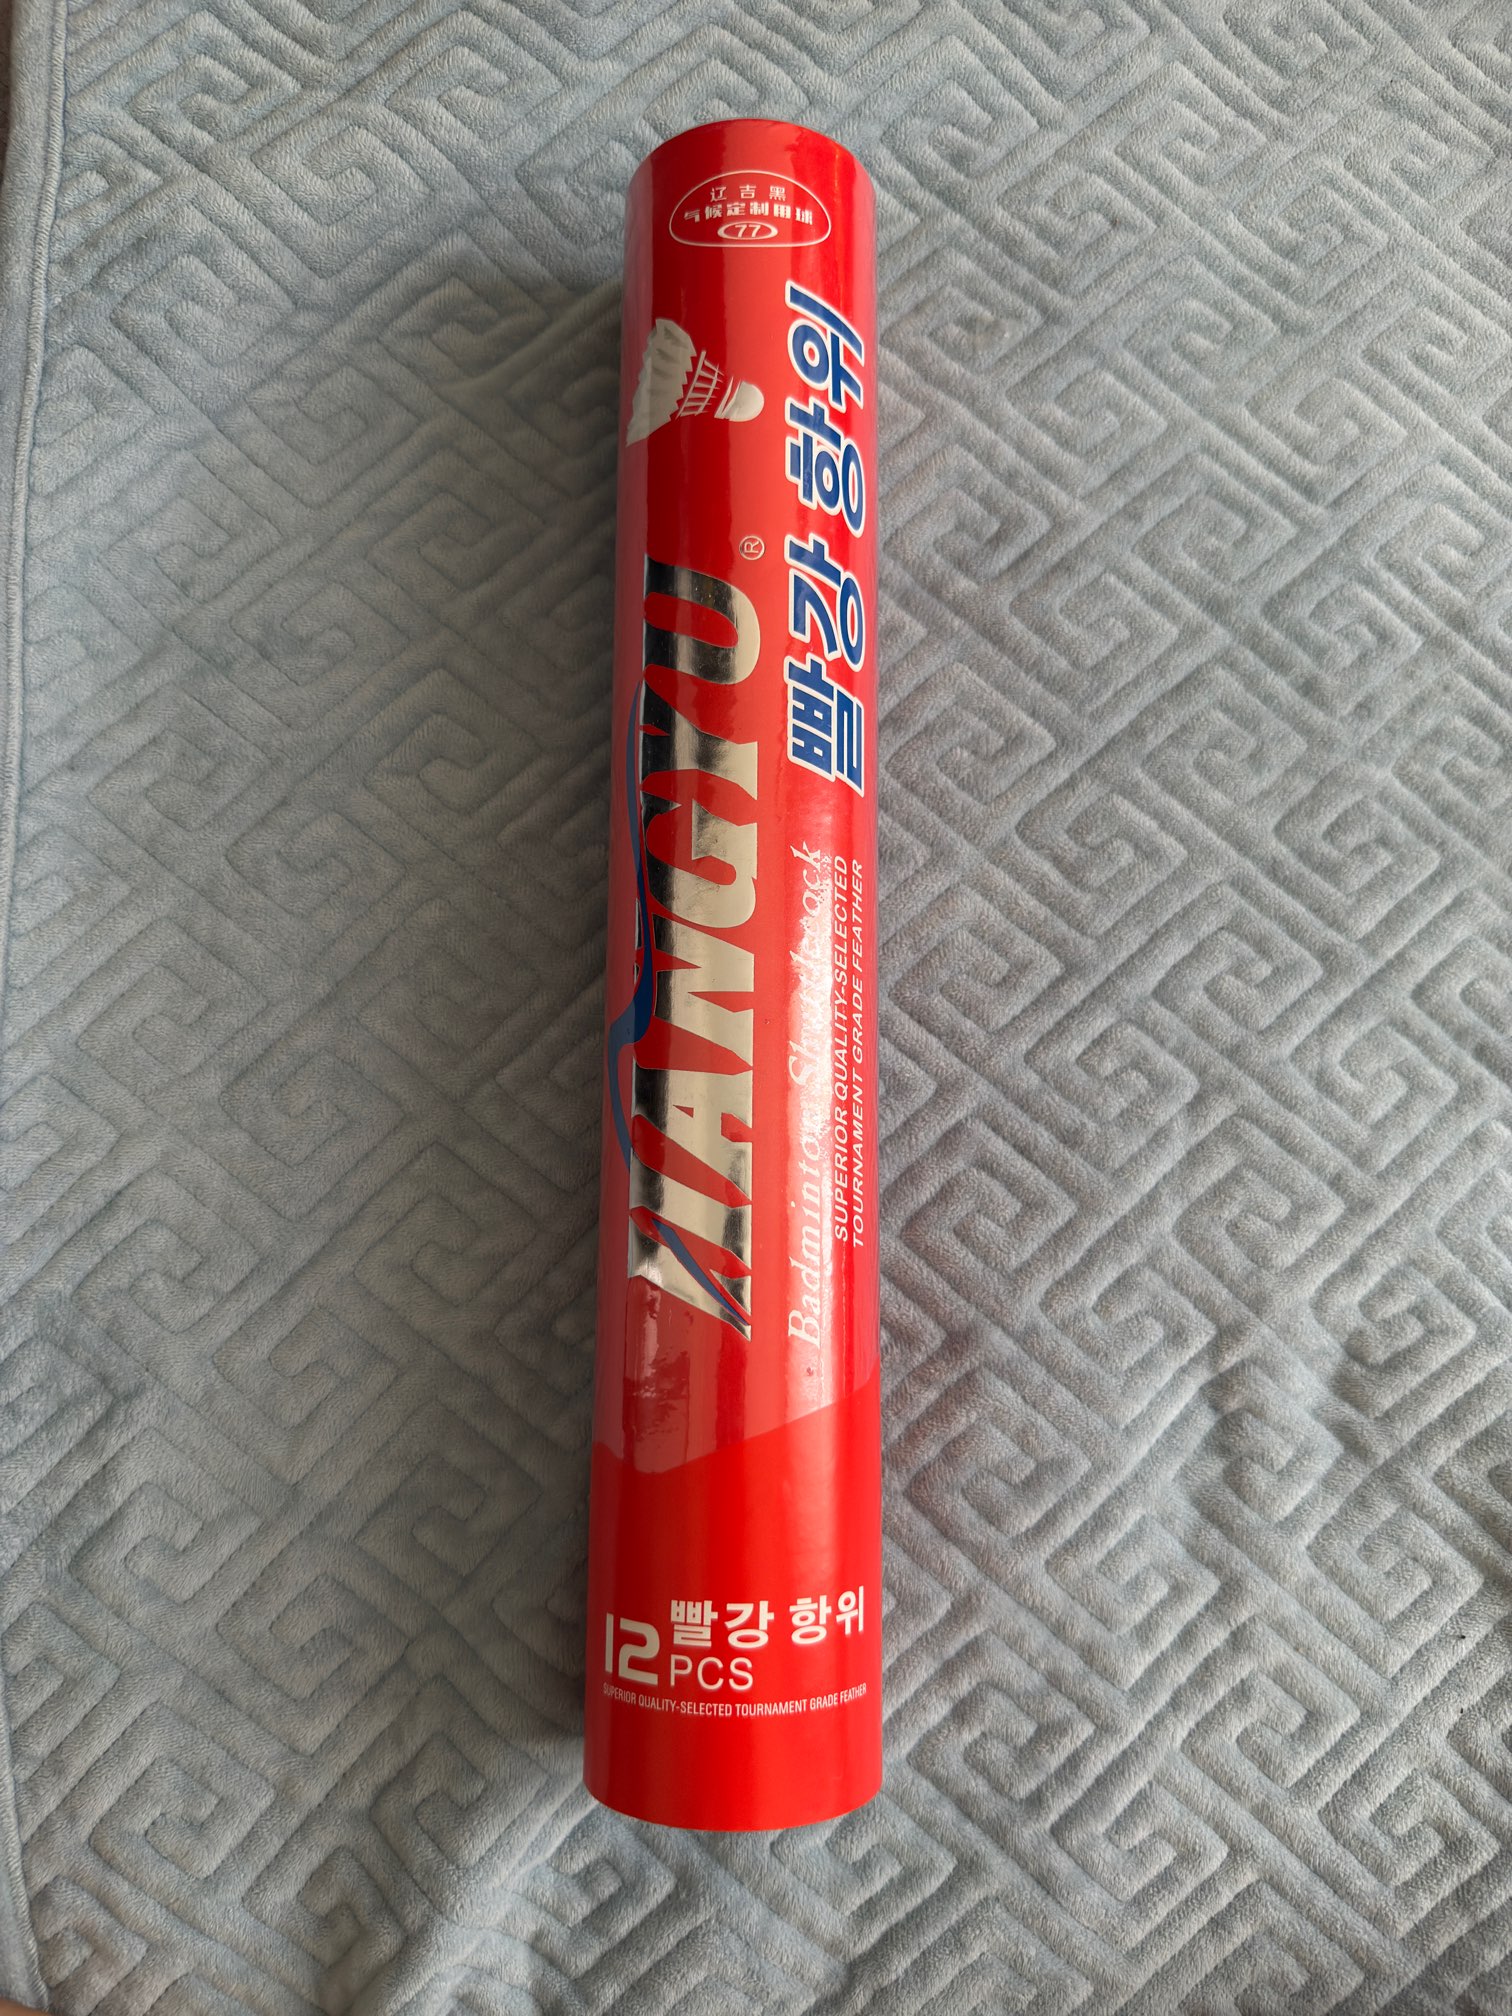 辽吉黑
气候定制用球
77
빨강 항위
HANGYU®
Badminton Shuttlecock
SUPERIOR QUALITY-SELECTED
TOURNAMENT GRADE FEATHER
12
빨강 항위
PCS
SUPERIOR QUALITY-SELECTED TOURNAMENT GRADE FEATHER